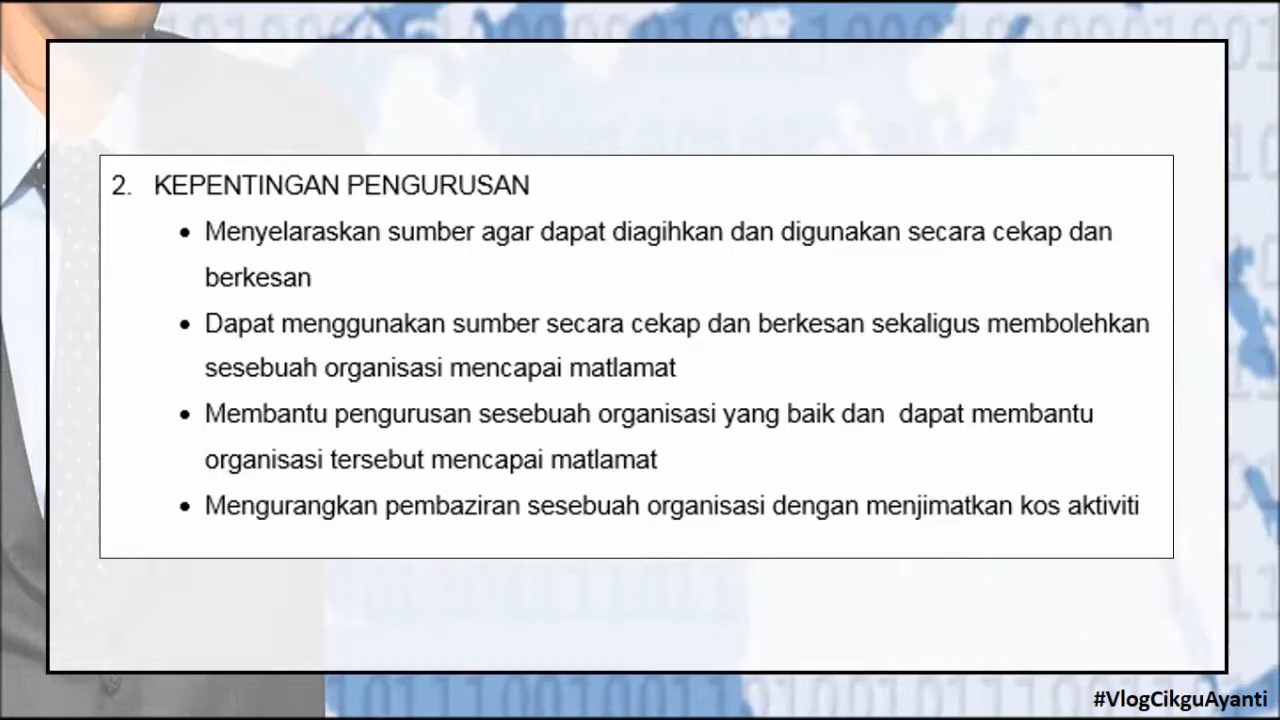 2. KEPENTINGAN PENGURUSAN
• Menyelaraskan sumber agar dapat diagihkan dan digunakan secara cekap dan
berkesan
• Dapat menggunakan sumber secara cekap dan berkesan sekaligus membolehkan
sesebuah organisasi mencapai matlamat
• Membantu pengurusan sesebuah organisasi yang baik dan  dapat membantu
organisasi tersebut mencapai matlamat
• Mengurangkan pembaziran sesebuah organisasi dengan menjimatkan kos aktiviti
#VlogCikguAyanti